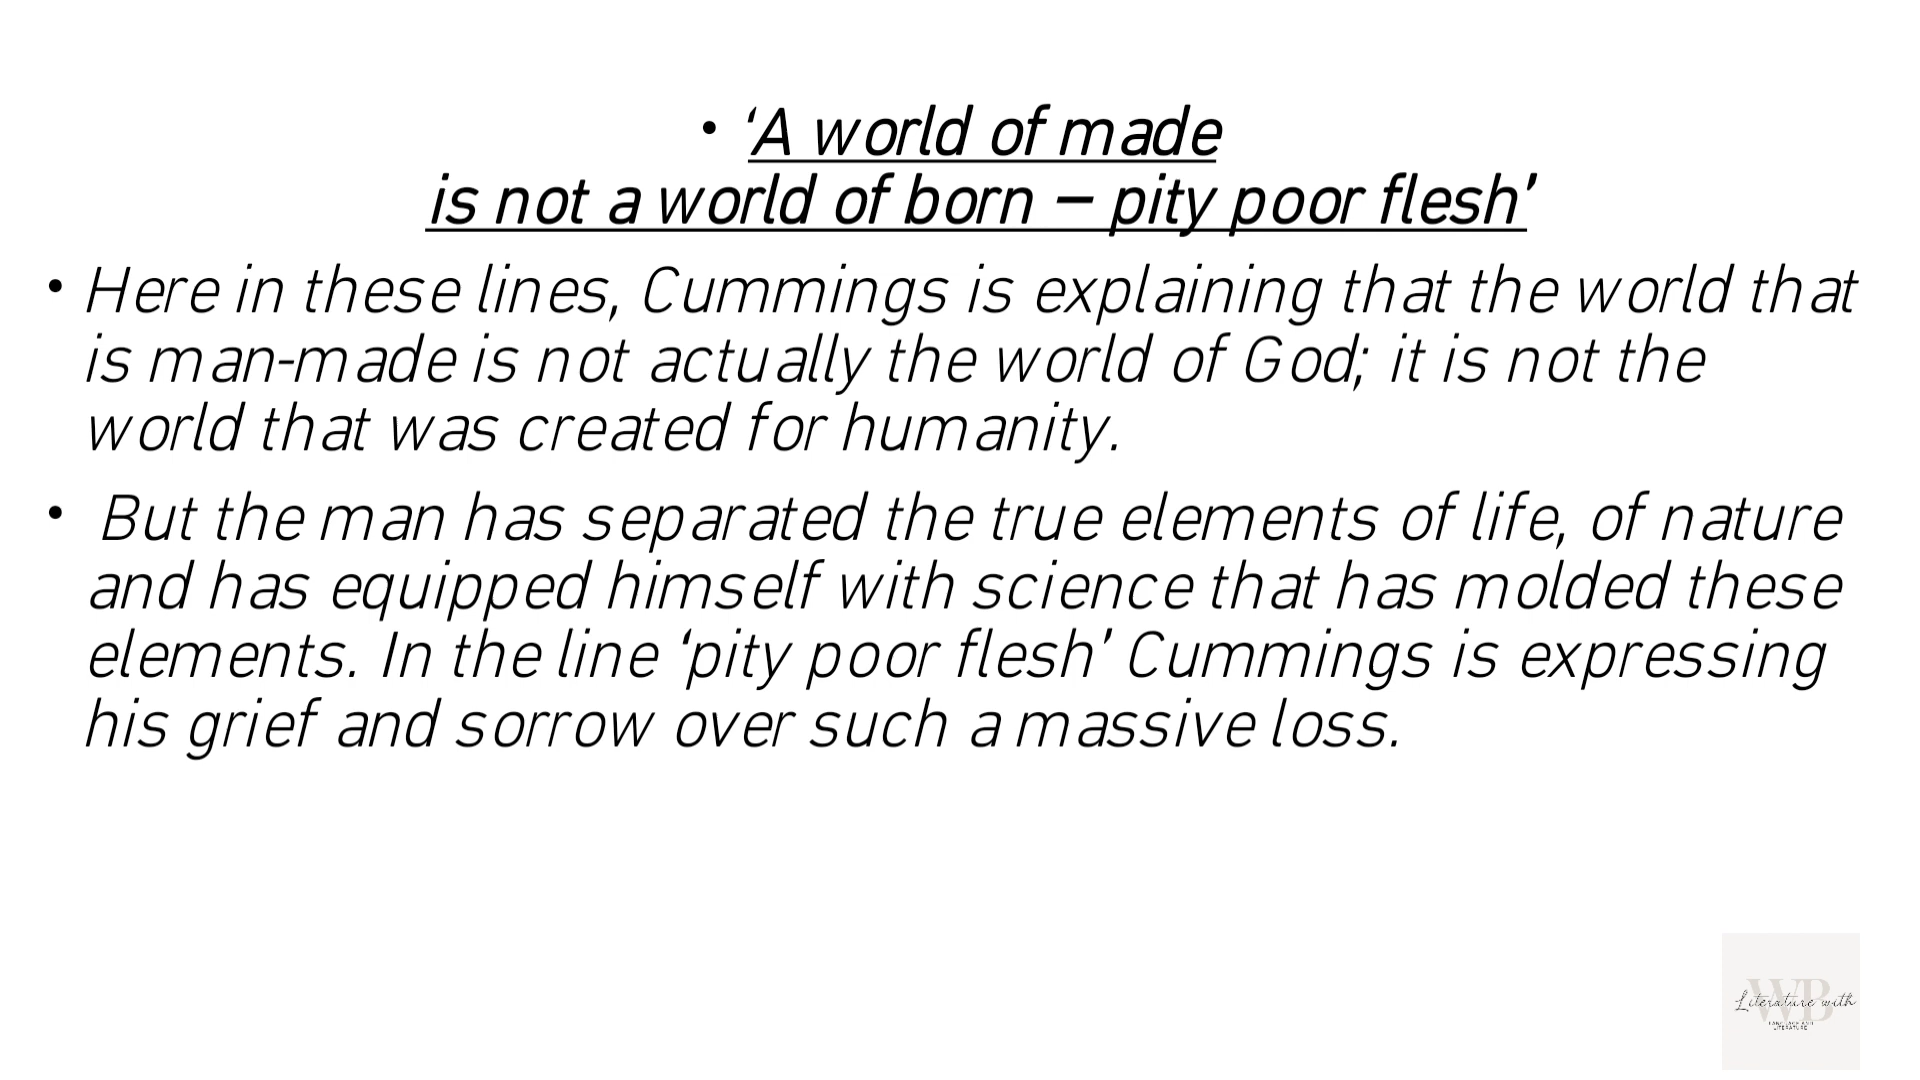 • ‘A world of made
is not a world of born – pity poor flesh’
• Here in these lines, Cummings is explaining that the world that
is man-made is not actually the world of God; it is not the
world that was created for humanity.
• But the man has separated the true elements of life, of nature
and has equipped himself with science that has molded these
elements. In the line ‘pity poor flesh’ Cummings is expressing
his grief and sorrow over such a massive loss.
WB
Literature with
LANGUAGE AND
LITERATURE